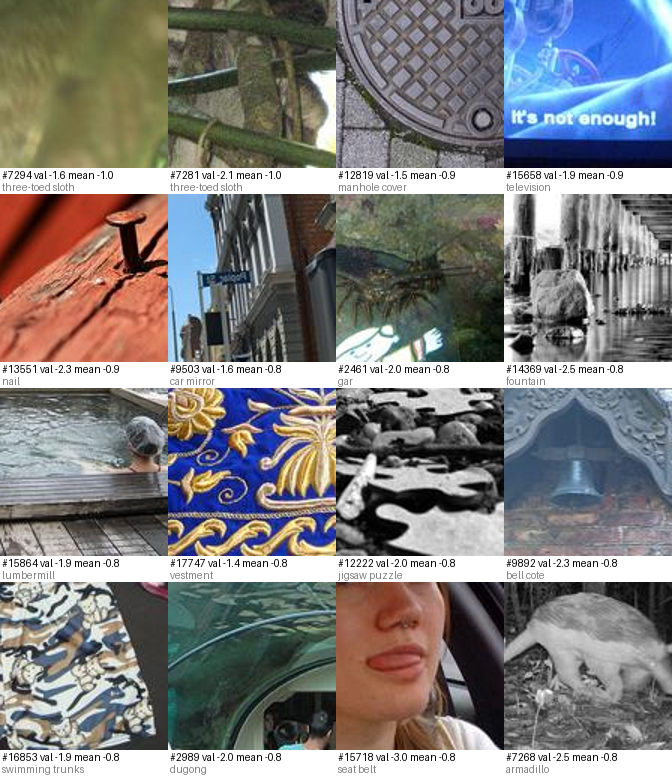 #7294 val -1.6 mean -1.0
three-toed sloth
#7281 val -2.1 mean -1.0
three-toed sloth
#12819 val -1.5 mean -0.9
manhole cover
It's not enough!
#15658 val -1.9 mean -0.9
television
#13551 val -2.3 mean -0.9
nail
#9503 val -1.6 mean -0.8
car mirror
#2461 val -2.0 mean -0.8
gar
#14369 val -2.5 mean -0.8
fountain
#15864 val -1.9 mean -0.8
lumbermill
#17747 val -1.4 mean -0.8
vestment
#12222 val -2.0 mean -0.8
jigsaw puzzle
#9892 val -2.3 mean -0.8
bell cote
#16853 val -1.9 mean -0.8
swimming trunks
#2989 val -2.0 mean -0.8
dugong
#15718 val -3.0 mean -0.8
seat belt
#7268 val -2.5 mean -0.8
armadillo